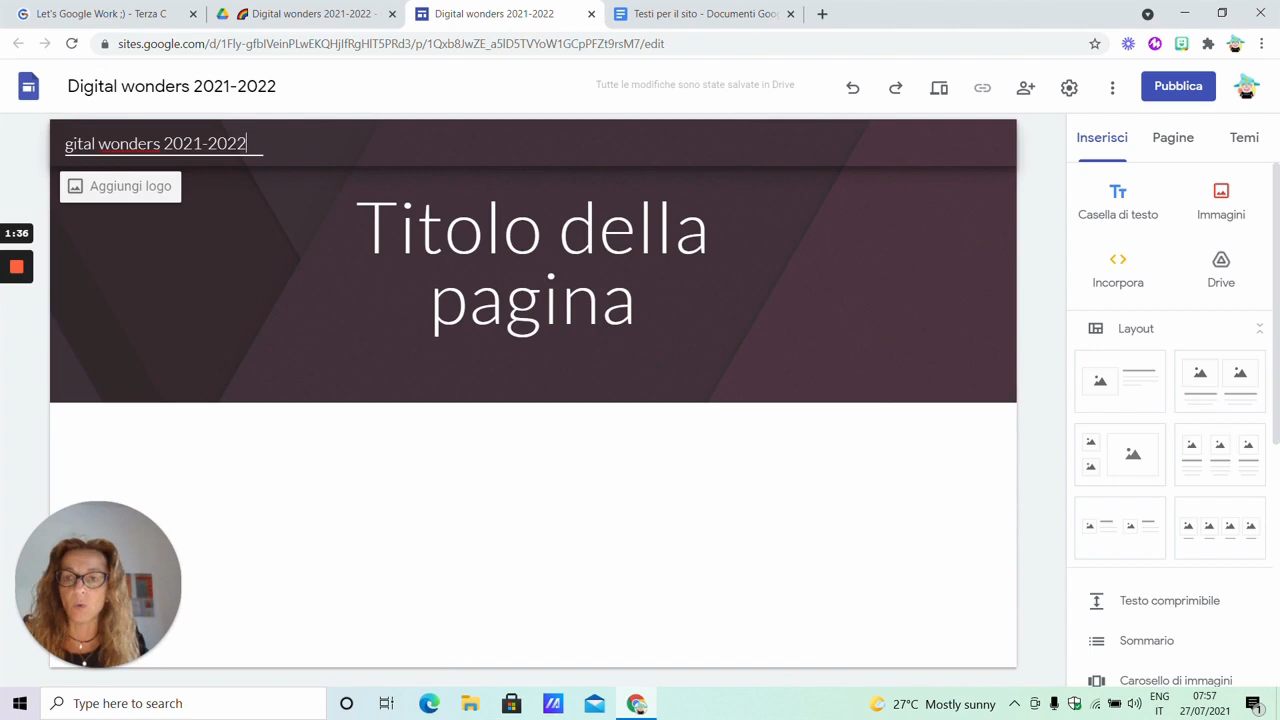 Let's Google Work! - Terza C
Digital wonders 2021-2022 -
Digital wonders 2021-2022
Testi per il sito - Documenti Goo
sites.google.com/d/1Fly-gfbIVeinPLwEKQHjIfRgHIT5PRd3/p/1Qxb8JwZE_a5lD5TVYoW1GCpPFZt9rsM7/edit
Digital wonders 2021-2022
Tutte le modifiche sono state salvate in Drive
Pubblica
gital wonders 2021-2022
Aggiungi logo
Titolo della
pagina
1:36
Inserisci
Pagine
Temi
Casella di testo
Immagini
Incorpora
Drive
Layout
Testo comprimibile
Sommario
Carosello di immagini
Type here to search
27°C Mostly sunny
ENG
IT
07:57
27/07/2021
1